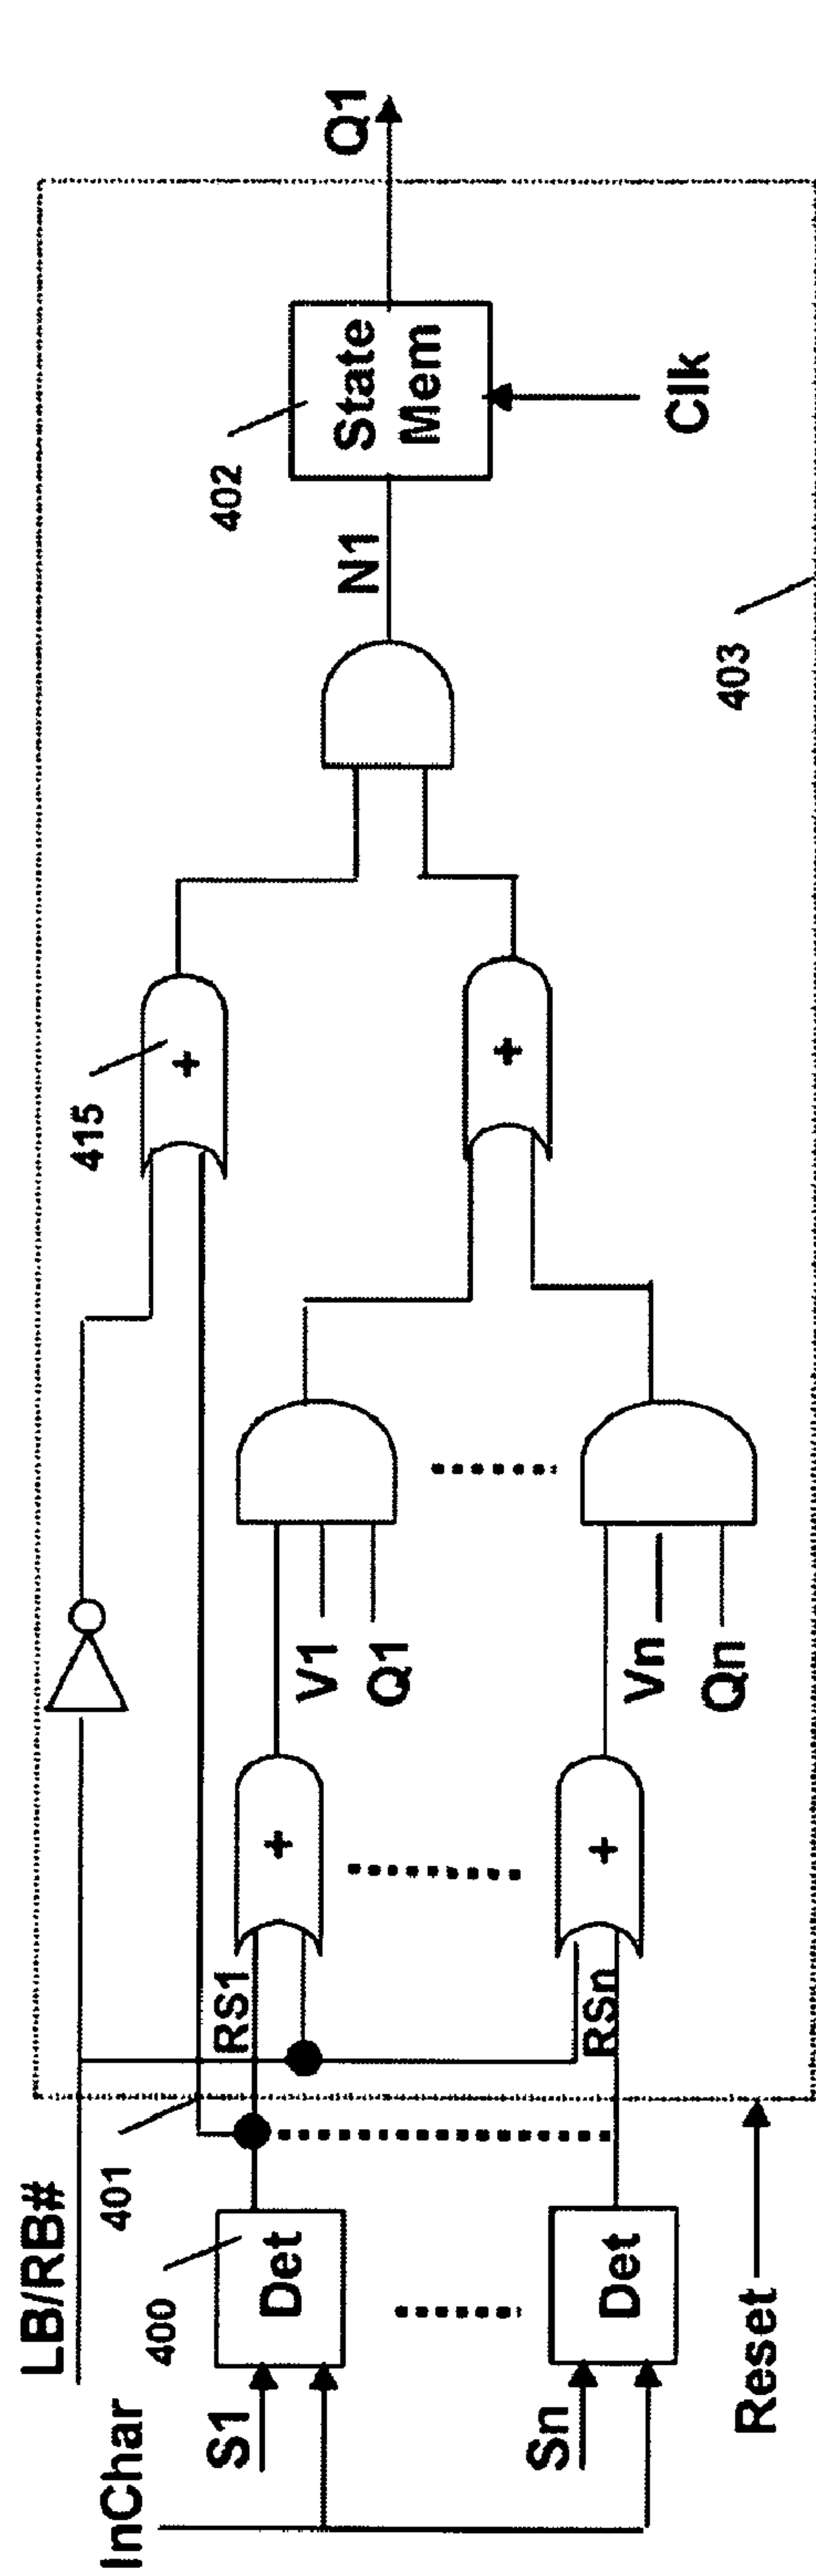 LB/RB#
InChar
S1
Sn
400
Det
Det
401
RS1
RSn
Reset
+
+
V1
Q1
Vn
Qn
415
+
+
N1
402
State
Mem
Clk
403
Q1